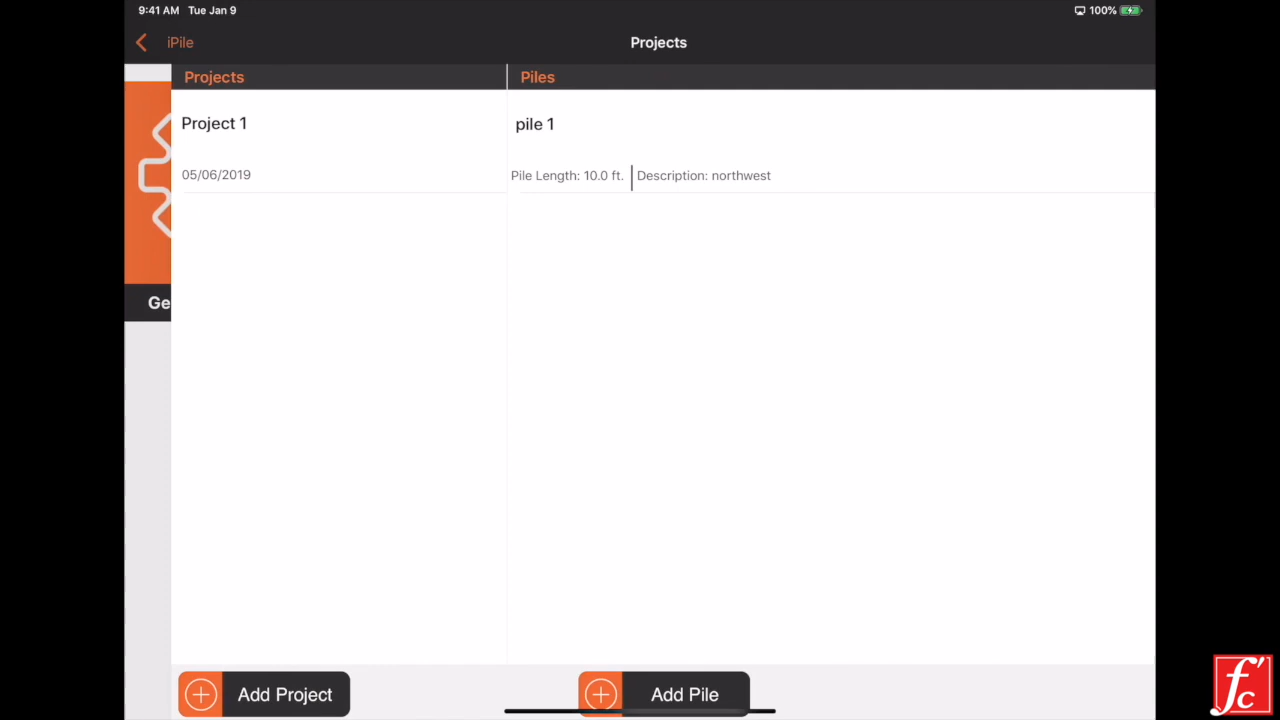 9:41 AM Tue Jan 9
100%
iPile
Projects
Projects
Piles
Project 1
pile 1
05/06/2019
Pile Length: 10.0 ft.
Description: northwest
Ge
Add Project
Add Pile
f'c